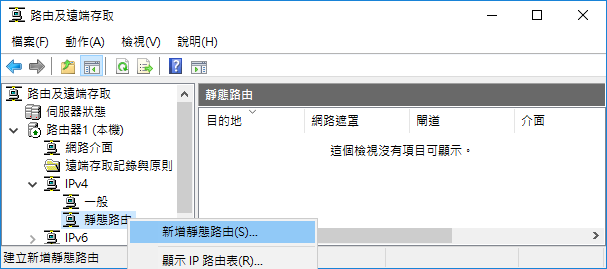 路由及遠端存取
檔案(F) 動作(A) 檢視(V) 說明(H)
路由及遠端存取
伺服器狀態
路由器1 (本機)
網路介面
遠端存取記錄與原則
IPv4
一般
靜態路由
IPv6
靜態路由
目的地 網路遮罩 閘道 介面
這個檢視沒有項目可顯示。
新增靜態路由(S)...
顯示 IP 路由表(R)...
建立新增靜態路由